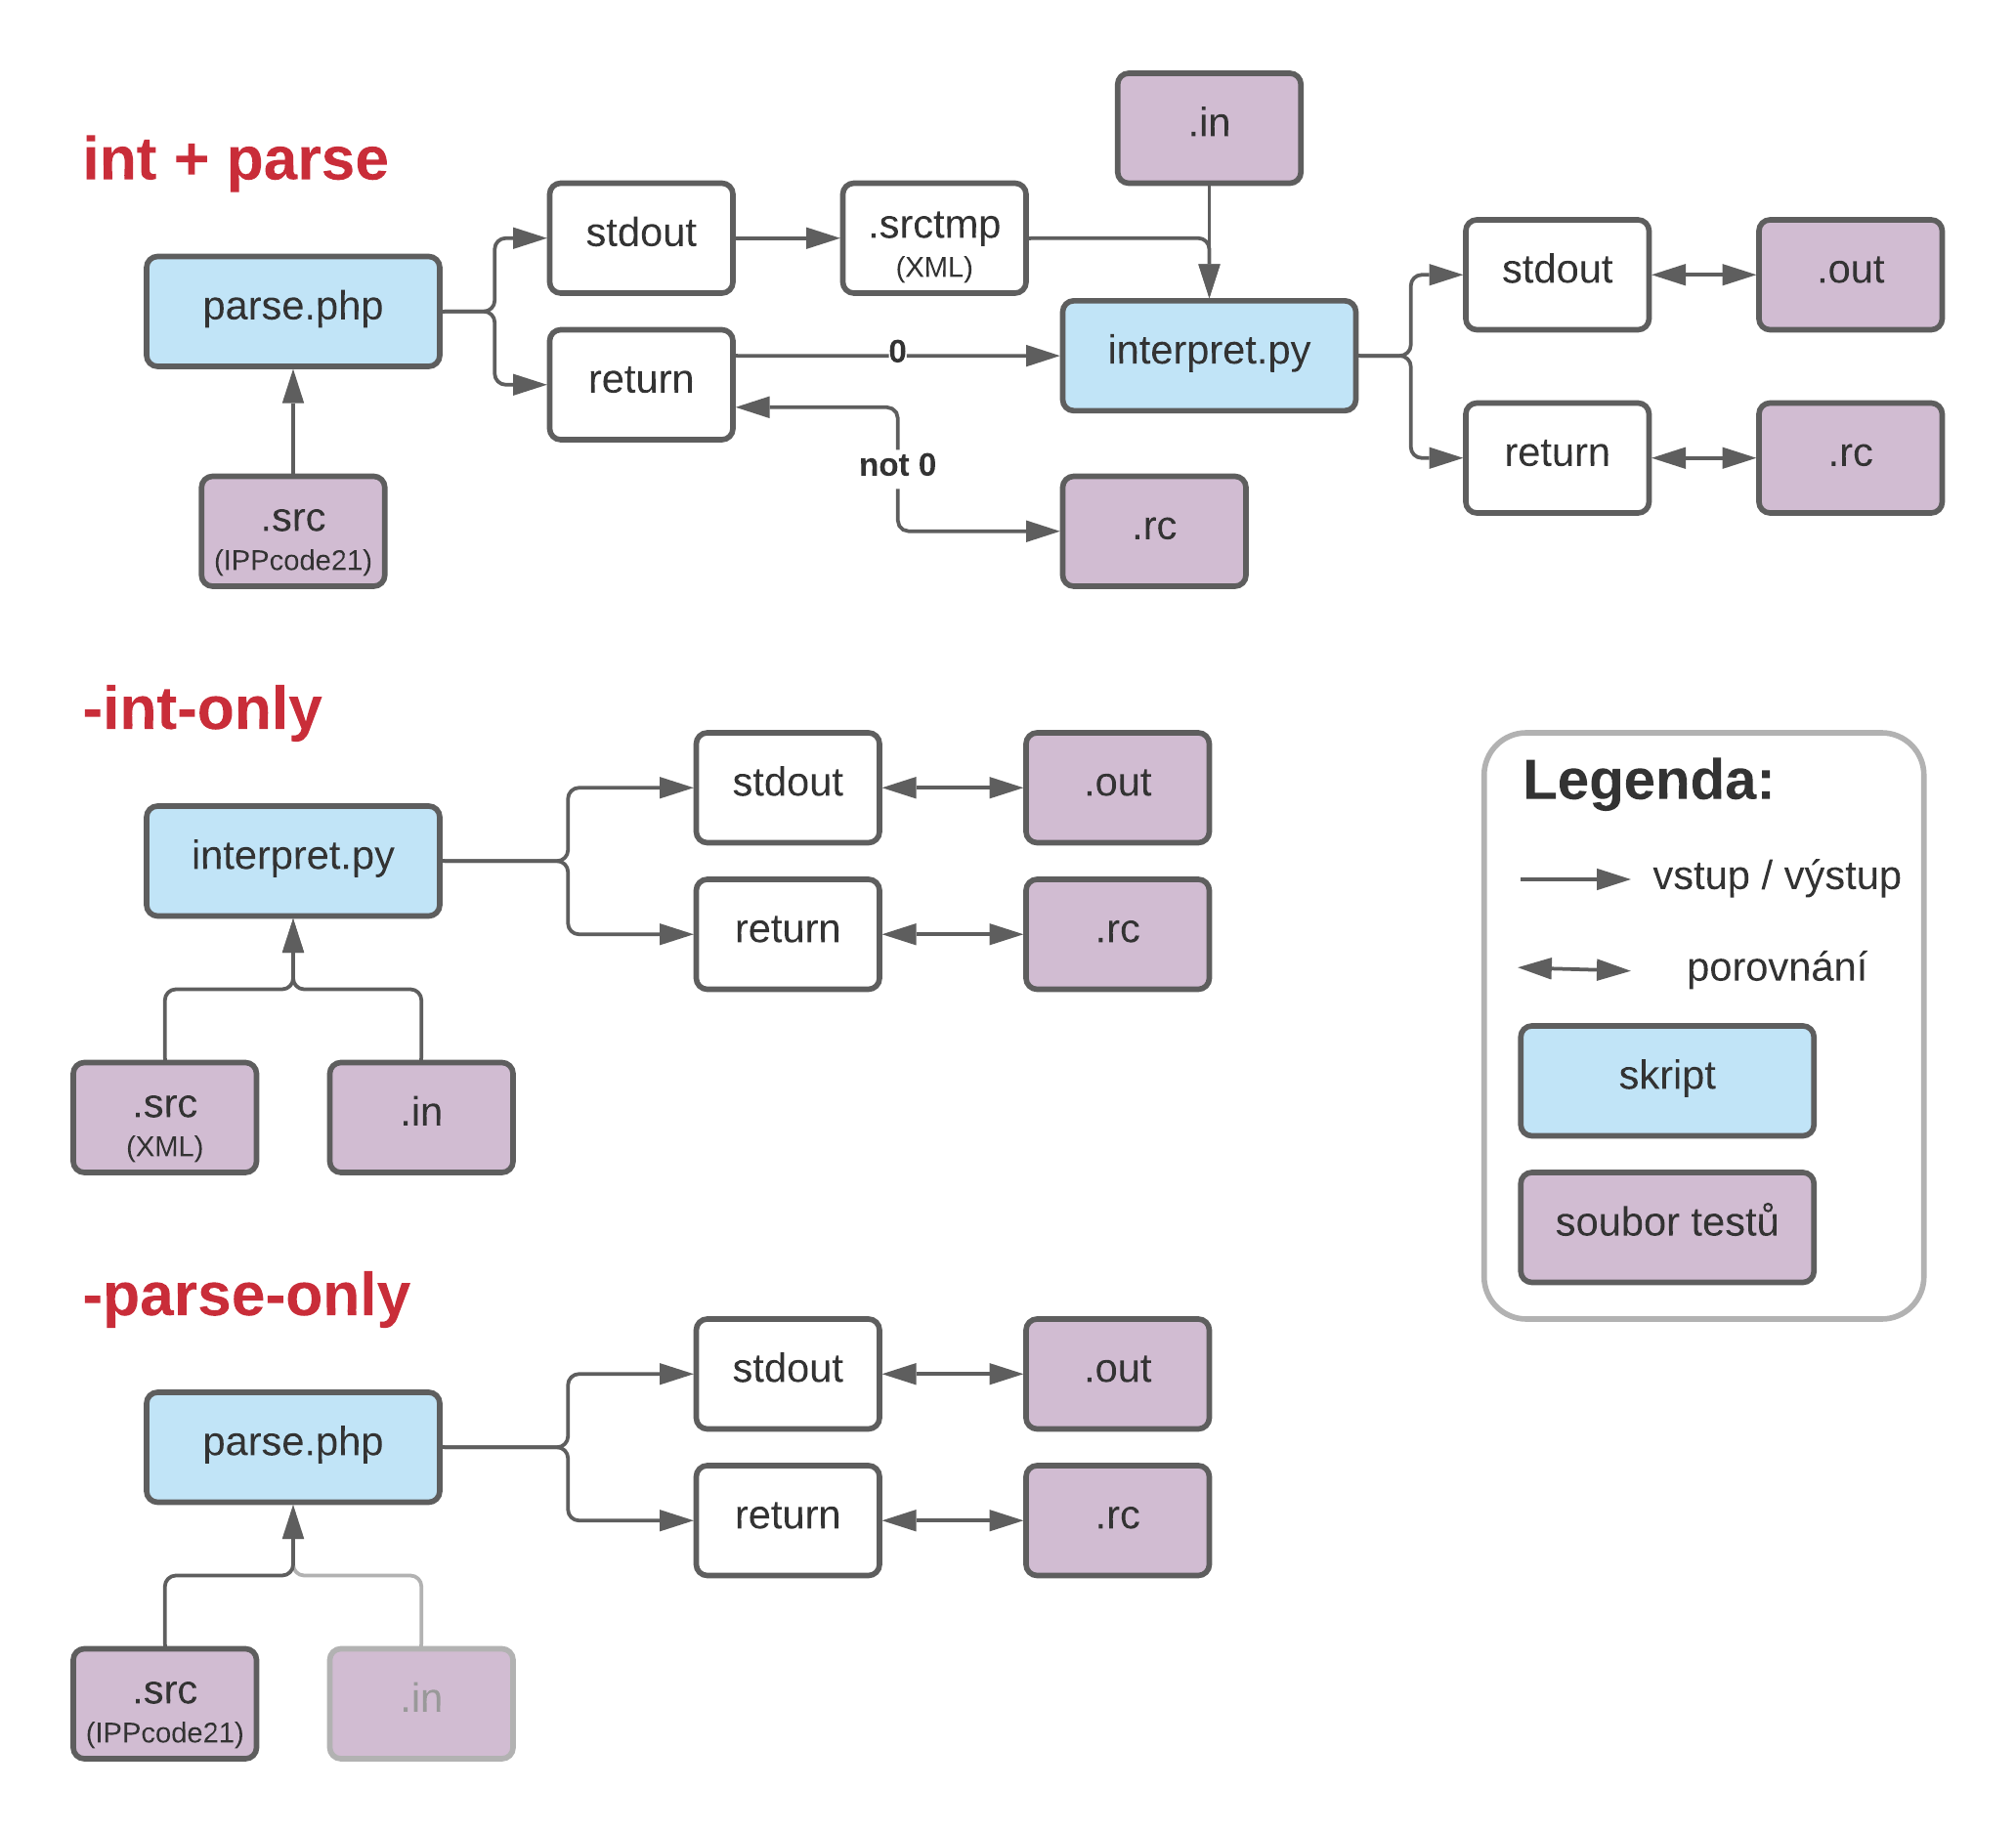 int + parse
.in
stdout
.srctmp
(XML)
parse.php
stdout
.out
return
0
interpret.py
not 0
return
.rc
.src
(IPPcode21)
.rc
-int-only
stdout
.out
interpret.py
return
.rc
.src
(XML)
.in
Legenda:
vstup / výstup
porovnání
skript
soubor testů
-parse-only
stdout
.out
parse.php
return
.rc
.src
(IPPcode21)
.in